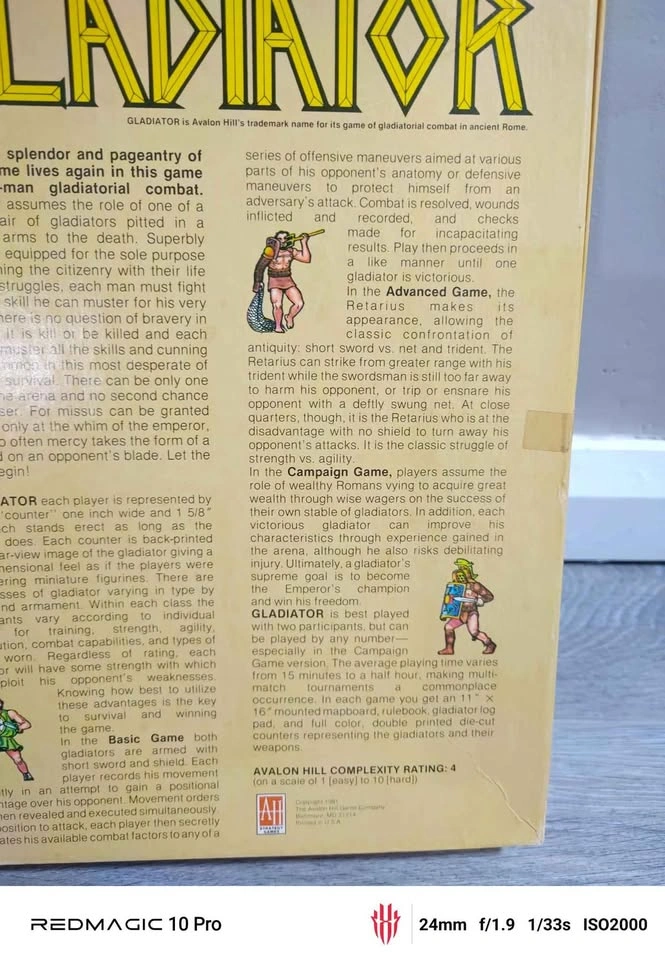 GLADIATOR
GLADIATOR is Avalon Hill's trademark name for its game of gladiatorial combat in ancient Rome.
splendor and pageantry of
me lives again in this game
-man gladiatorial combat.
assumes the role of one of a
air of gladiators pitted in a
arms to the death. Superbly
equipped for the sole purpose
ning the citizenry with their life
struggles, each man must fight
skill he can muster for his very
here is no question of bravery in
it is kill or be killed and each
muster all the skills and cunning
in this most desperate of
survival. There can be only one
he arena and no second chance
ser. For missus can be granted
only at the whim of the emperor,
o often mercy takes the form of a
d on an opponent's blade. Let the
egin!
ATOR each player is represented by
"counter" one inch wide and 1 5/8"
ch stands erect as long as the
does. Each counter is back-printed
ar-view image of the gladiator giving a
mensional feel as if the players were
ering miniature figurines. There are
sses of gladiator varying in type by
nd armament. Within each class the
ants vary according to individual
for training, strength, agility,
ution, combat capabilities, and types of
worn. Regardless of rating, each
or will have some strength with which
ploit his opponent's weaknesses.
Knowing how best to utilize
these advantages is the key
to survival and winning
the game.
In the Basic Game both
gladiators are armed with
short sword and shield. Each
player records his movement
tly in an attempt to gain a positional
ntage over his opponent. Movement orders
hen revealed and executed simultaneously.
osition to attack, each player then secretly
ates his available combat factors to any of a
series of offensive maneuvers aimed at various
parts of his opponent's anatomy or defensive
maneuvers to protect himself from an
adversary's attack. Combat is resolved, wounds
inflicted and recorded, and checks
made for incapacitating
results. Play then proceeds in
a like manner until one
gladiator is victorious.
In the Advanced Game, the
Retarius makes its
appearance, allowing the
classic confrontation of
antiquity: short sword vs. net and trident. The
Retarius can strike from greater range with his
trident while the swordsman is still too far away
to harm his opponent, or trip or ensnare his
opponent with a deftly swung net. At close
quarters, though, it is the Retarius who is at the
disadvantage with no shield to turn away his
opponent's attacks. It is the classic struggle of
strength vs. agility.
In the Campaign Game, players assume the
role of wealthy Romans vying to acquire great
wealth through wise wagers on the success of
their own stable of gladiators. In addition, each
victorious gladiator can improve his
characteristics through experience gained in
the arena, although he also risks debilitating
injury. Ultimately, a gladiator's
supreme goal is to become
the Emperor's champion
and win his freedom.
GLADIATOR is best played
with two participants, but can
be played by any number—
especially in the Campaign
Game version. The average playing time varies
from 15 minutes to a half hour, making multi-
match tournaments a commonplace
occurrence. In each game you get an 11" ×
16" mounted mapboard, rulebook, gladiator log
pad, and full color, double printed die-cut
counters representing the gladiators and their
weapons.
AVALON HILL COMPLEXITY RATING: 4
(on a scale of 1 [easy] to 10 [hard])
AH
STRATEGY
GAMES
Copyright 1981
The Avalon Hill Game Company
Baltimore, MD 21214
Printed in U.S.A.
REDMAGIC 10 Pro
24mm f/1.9 1/33s ISO2000